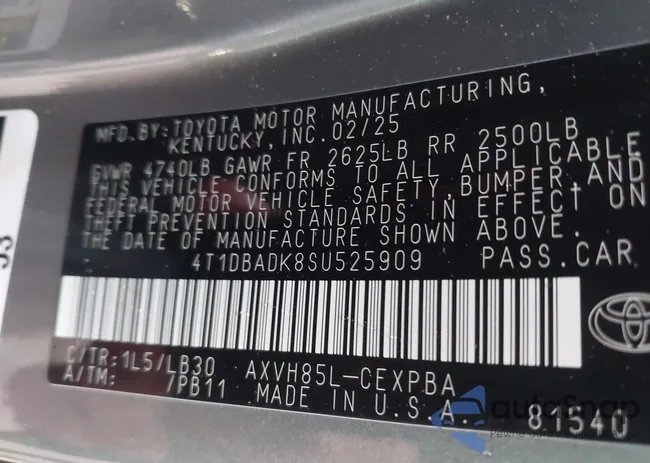 MFD.BY:TOYOTA MOTOR MANUFACTURING,
KENTUCKY,INC.02/25
GVWR 4740LB GAWR FR 2625LB RR 2500LB
THIS VEHICLE CONFORMS TO ALL APPLICABLE
FEDERAL MOTOR VEHICLE SAFETY,BUMPER,AND
THEFT PREVENTION STANDARDS IN EFFECT ON
THE DATE OF MANUFACTURE SHOWN ABOVE.
4T1DBADK8SU525909 PASS.CAR
C/TR:1L5/LB30 AXVH85L-CEXPBA
A/TM: /PB11 MADE IN U.S.A. 81540
autoSnap